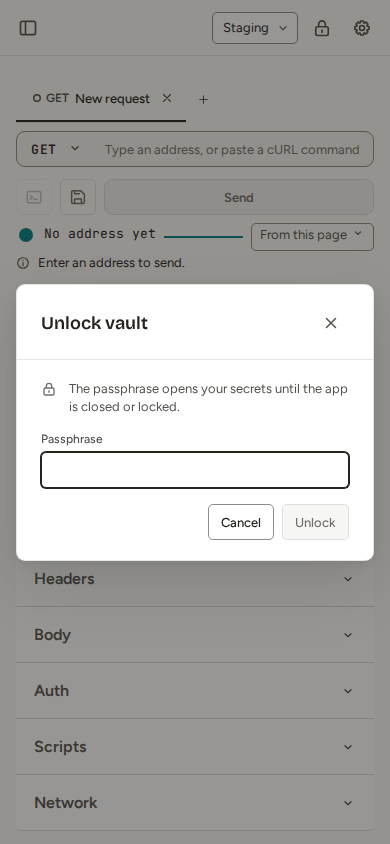 Staging
GET New request
GET Type an address, or paste a cURL command
Send
No address yet From this page
Enter an address to send.
Unlock vault
The passphrase opens your secrets until the app
is closed or locked.
Passphrase
Cancel Unlock
Headers
Body
Auth
Scripts
Network